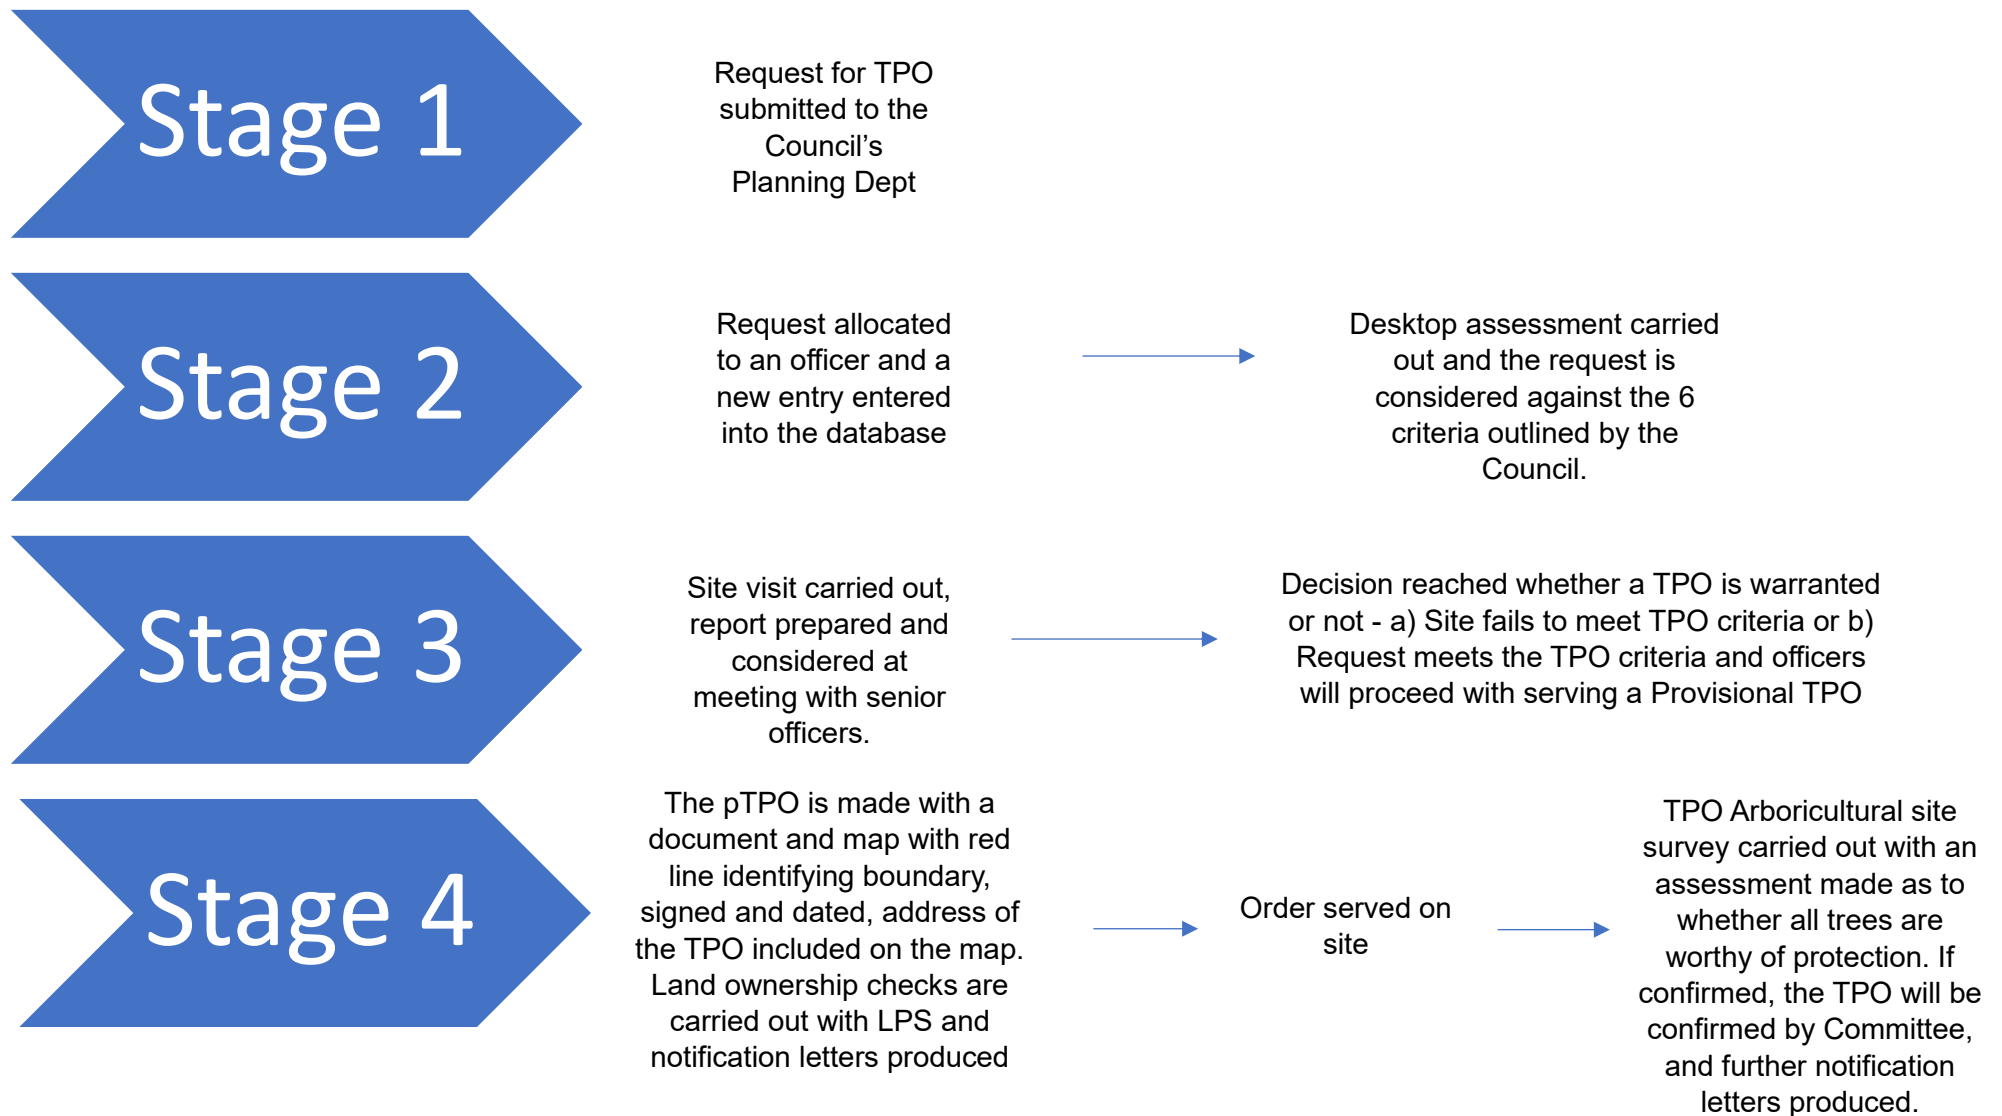 Stage 1
Request for TPO
submitted to the
Council’s
Planning Dept
Stage 2
Request allocated
to an officer and a
new entry entered
into the database
Desktop assessment carried
out and the request is
considered against the 6
criteria outlined by the
Council.
Stage 3
Site visit carried out,
report prepared and
considered at
meeting with senior
officers.
Decision reached whether a TPO is warranted
or not - a) Site fails to meet TPO criteria or b)
Request meets the TPO criteria and officers
will proceed with serving a Provisional TPO
Stage 4
The pTPO is made with a
document and map with red
line identifying boundary,
signed and dated, address of
the TPO included on the map.
Land ownership checks are
carried out with LPS and
notification letters produced
Order served on
site
TPO Arboricultural site
survey carried out with an
assessment made as to
whether all trees are
worthy of protection. If
confirmed, the TPO will be
confirmed by Committee,
and further notification
letters produced.